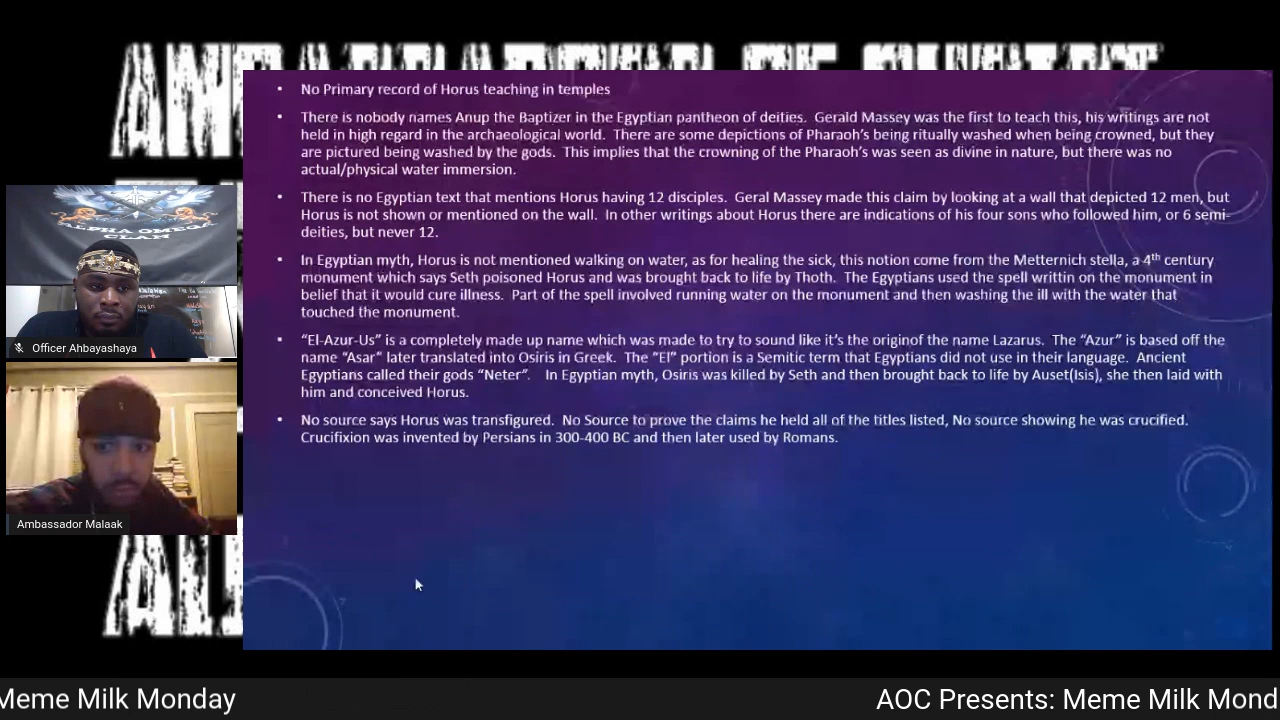 No Primary record of Horus teaching in temples
There is nobody names Anup the Baptizer in the Egyptian pantheon of deities. Gerald Massey was the first to teach this, his writings are not
held in high regard in the archaeological world. There are some depictions of Pharaoh's being ritually washed when being crowned, but they
are pictured being washed by the gods. This implies that the crowning of the Pharaoh's was seen as divine in nature, but there was no
actual/physical water immersion.
There is no Egyptian text that mentions Horus having 12 disciples. Geral Massey made this claim by looking at a wall that depicted 12 men, but
Horus is not shown or mentioned on the wall. In other writings about Horus there are indications of his four sons who followed him, or 6 semi-
deities, but never 12.
In Egyptian myth, Horus is not mentioned walking on water, as for healing the sick, this notion come from the Metternich stella, a 4th century
monument which says Seth poisoned Horus and was brought back to life by Thoth. The Egyptians used the spell writtin on the monument in
belief that it would cure illness. Part of the spell involved running water on the monument and then washing the ill with the water that
touched the monument.
"El-Azur-Us" is a completely made up name which was made to try to sound like it's the originof the name Lazarus. The "Azur" is based off the
name "Asar" later translated into Osiris in Greek. The "El" portion is a Semitic term that Egyptians did not use in their language. Ancient
Egyptians called their gods "Neter". In Egyptian myth, Osiris was killed by Seth and then brought back to life by Auset(Isis), she then laid with
him and conceived Horus.
No source says Horus was transfigured. No Source to prove the claims he held all of the titles listed, No source showing he was crucified.
Crucifixion was invented by Persians in 300-400 BC and then later used by Romans.
ALPHA OMEGA
CLAN
Officer Ahbayashaya
Ambassador Malaak
Meme Milk Monday
AOC Presents: Meme Milk Mond